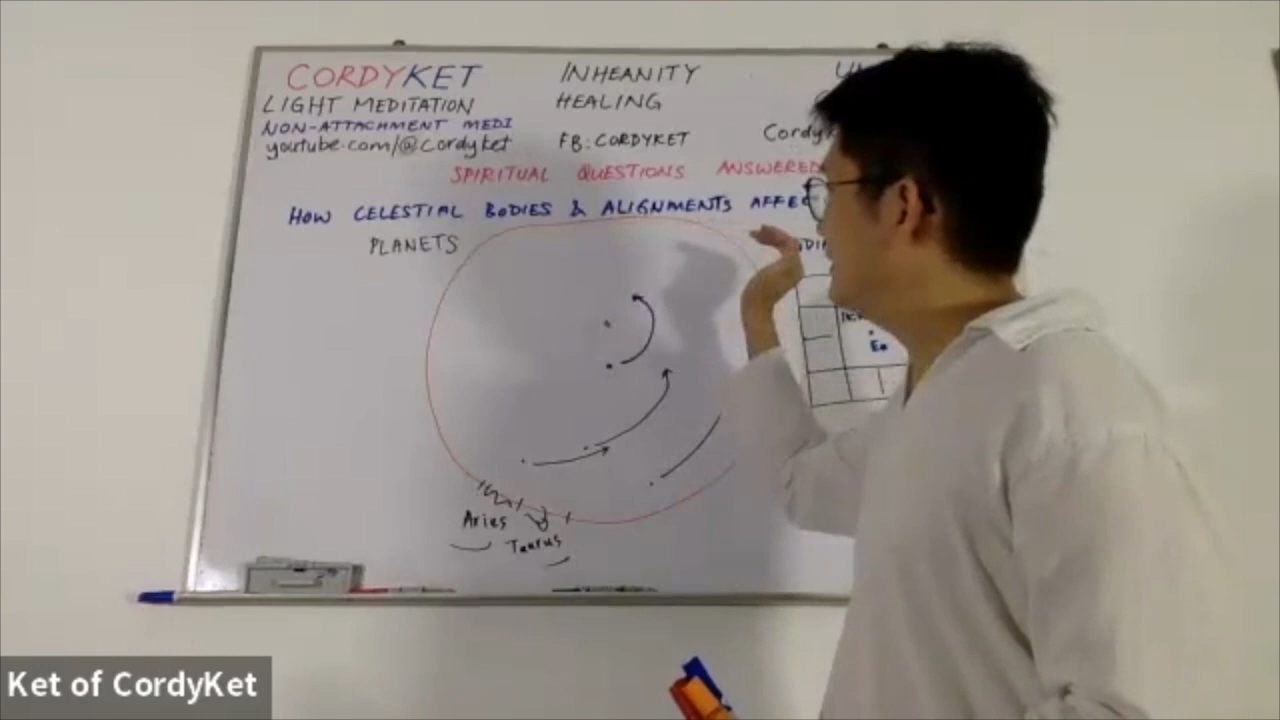 CORDYKET
INHEANITY
LIGHT MEDITATION
HEALING
NON-ATTACHMENT MEDI
youtube.com/@Cordyket
FB: CORDYKET
SPIRITUAL QUESTIONS ANSWERED
HOW CELESTIAL BODIES & ALIGNMENTS AFFEC
PLANETS
Aries
Taurus
Ket of CordyKet